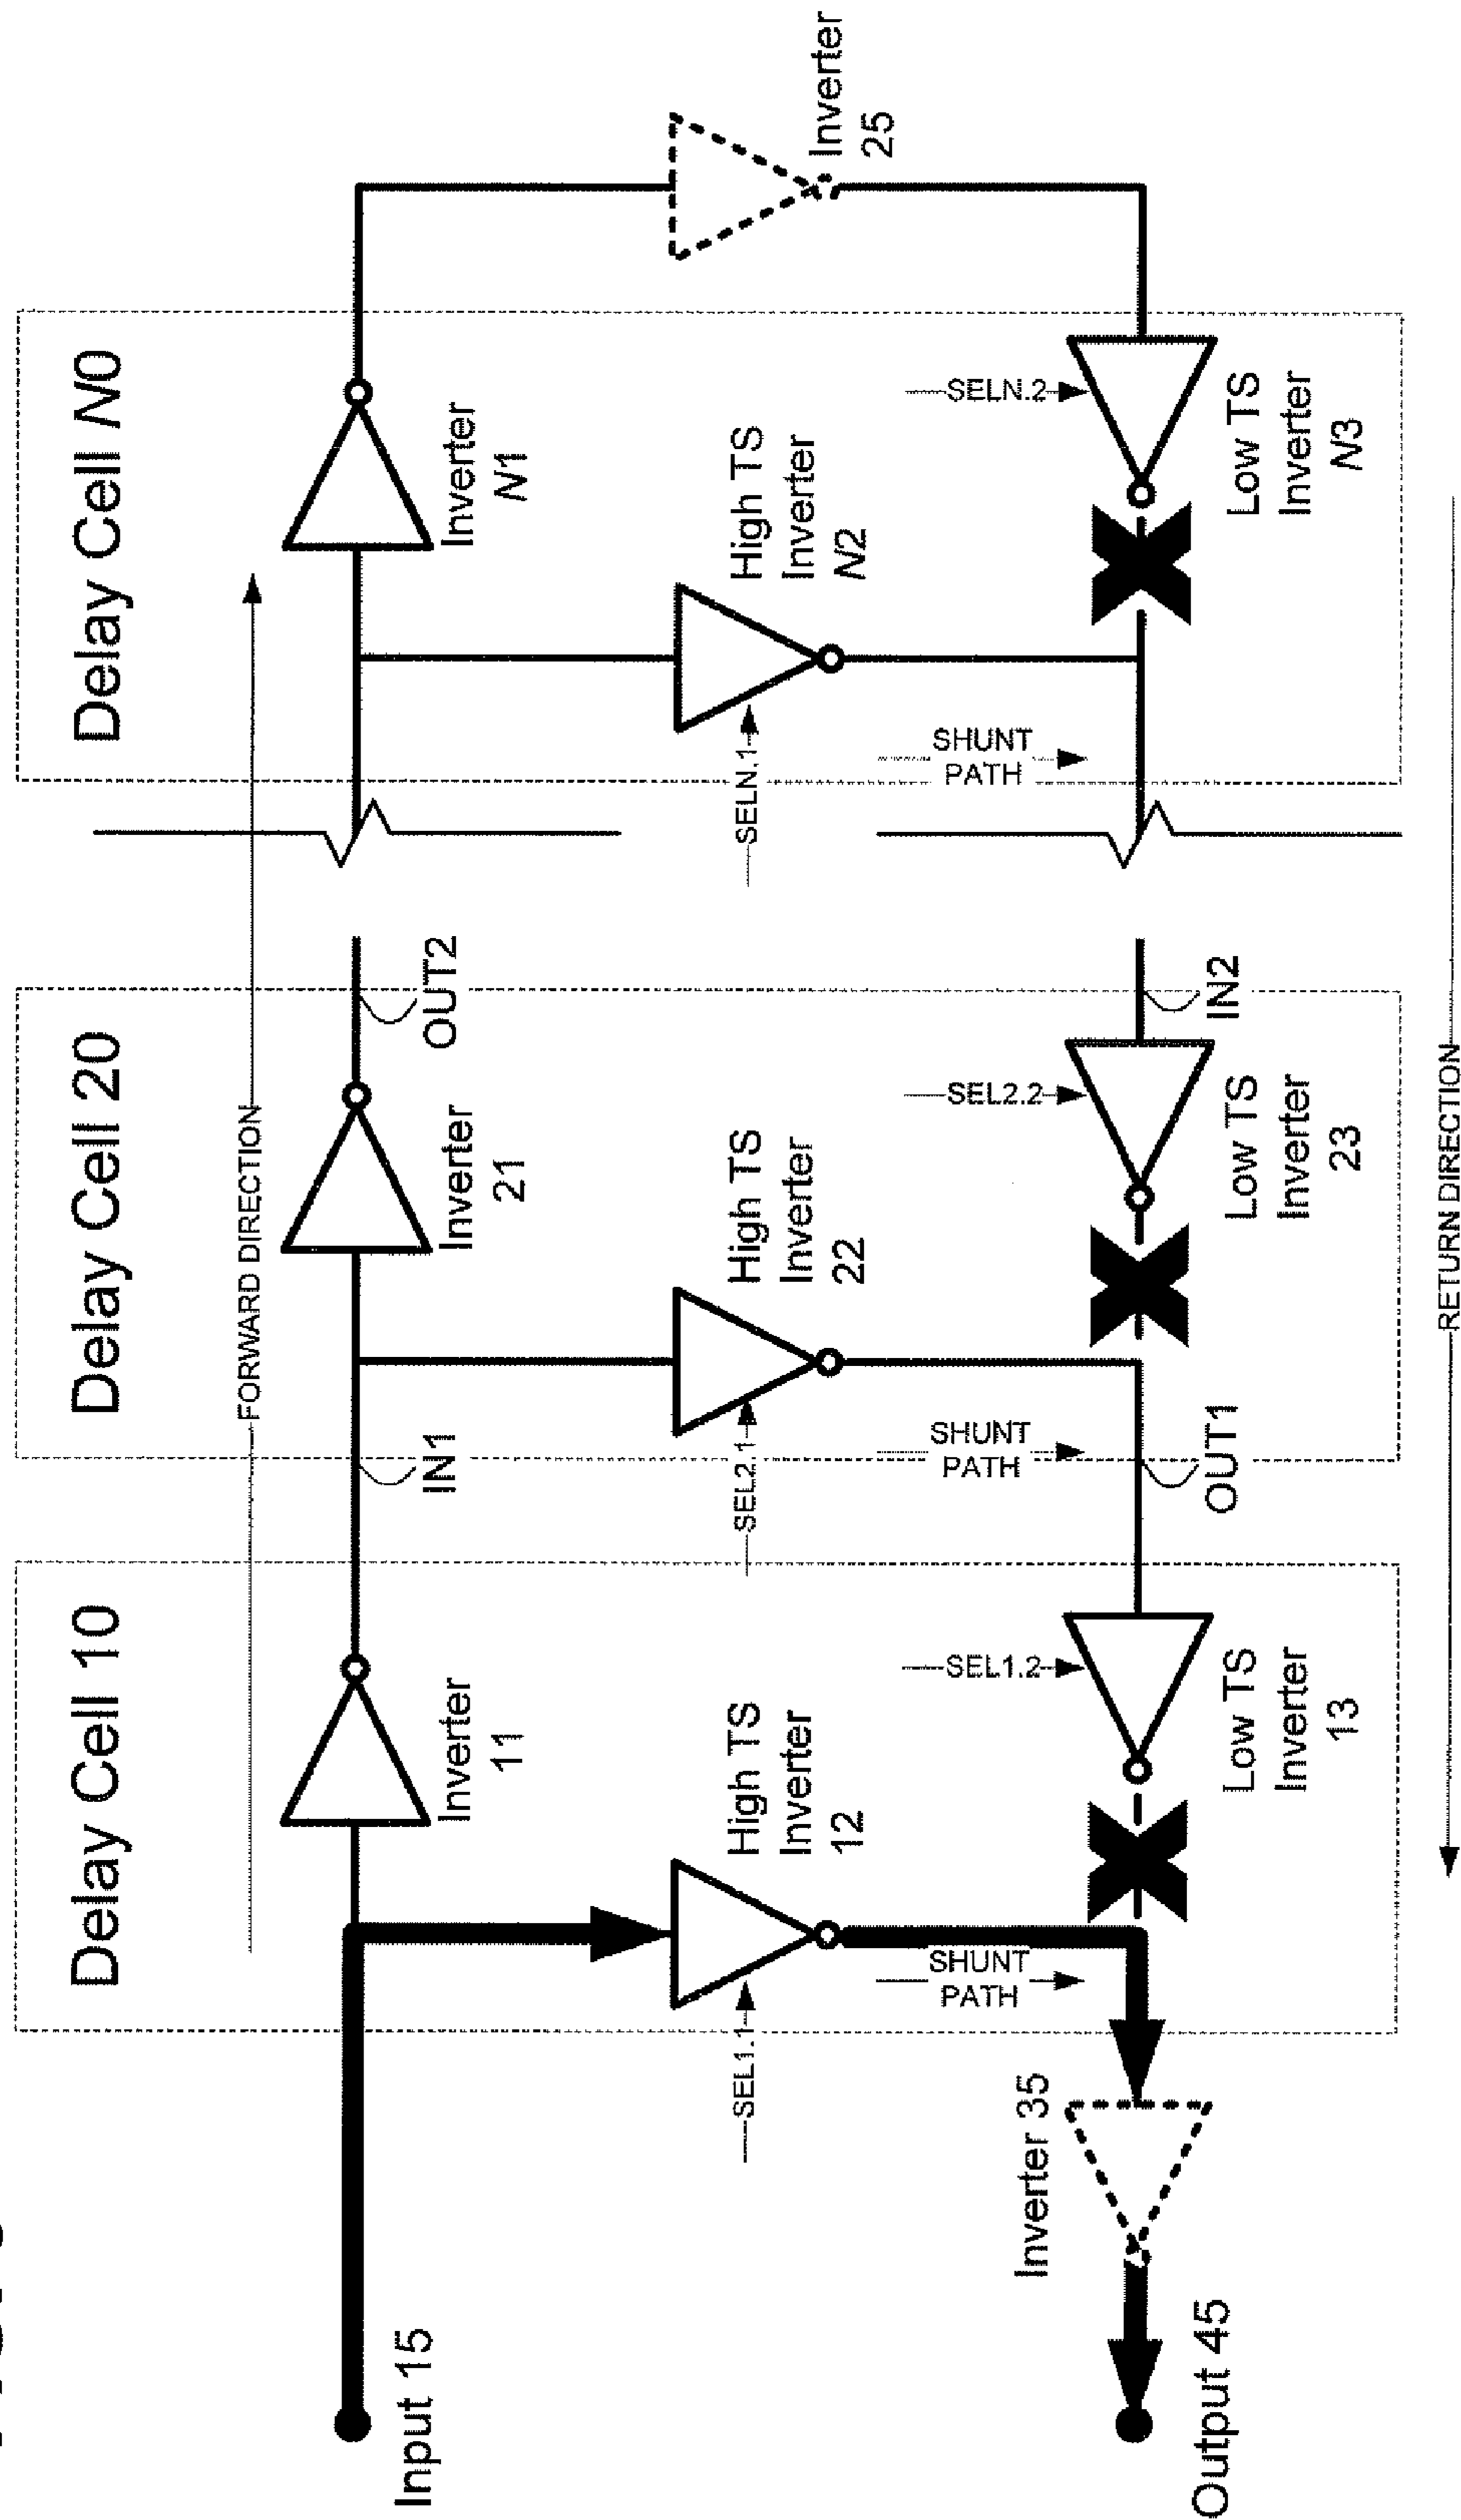 Delay Cell 10
Delay Cell 20
Delay Cell N0
FORWARD DIRECTION
Input 15
Inverter
11
IN1
Inverter
21
OUT2
Inverter
N1
SEL1.1
High TS
Inverter
12
SEL2.1
High TS
Inverter
22
SELN.1
High TS
Inverter
N2
Inverter
25
SHUNT
PATH
SEL1.2
SHUNT
PATH
SEL2.2
SHUNT
PATH
SELN.2
Inverter 35
Output 45
Low TS
Inverter
13
OUT1
Low TS
Inverter
23
IN2
Low TS
Inverter
N3
RETURN DIRECTION